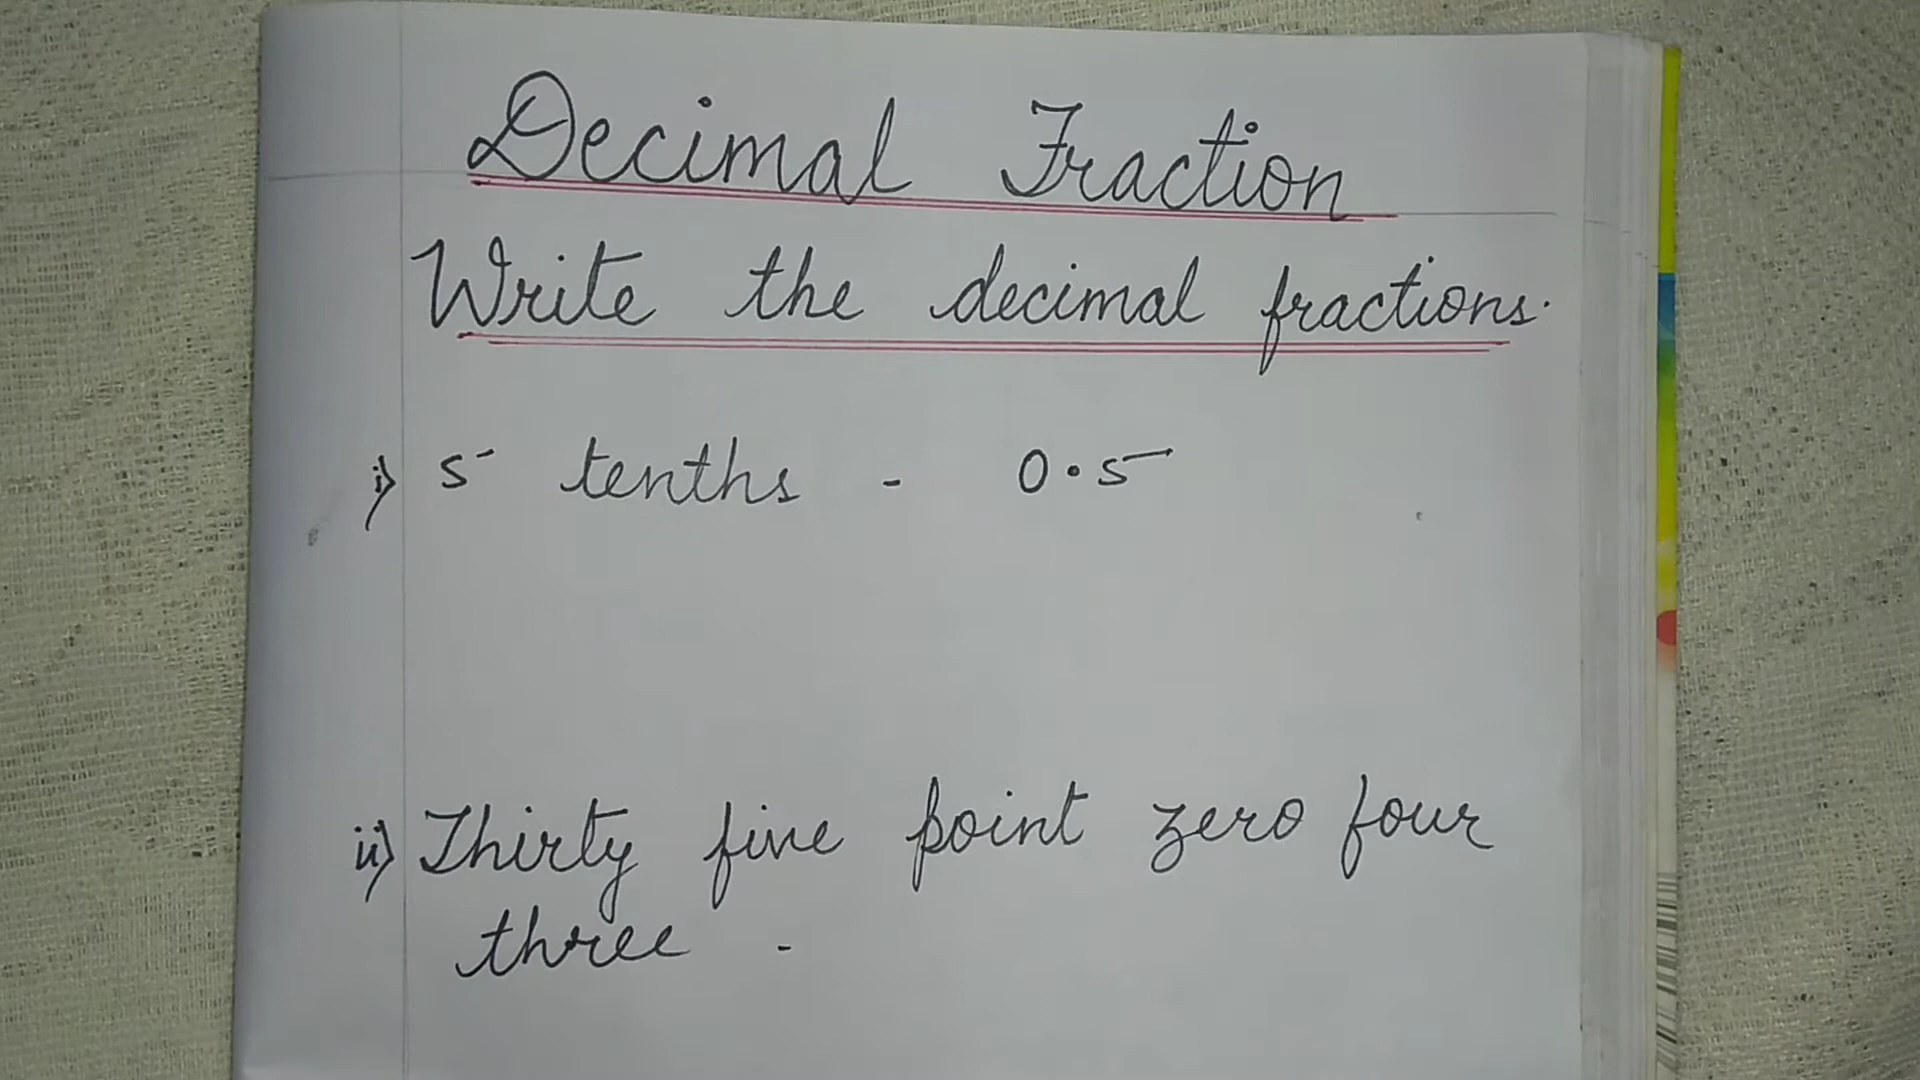 Decimal Fraction
Write the decimal fractions.
i) 5 tenths - 0.5
ii) Thirty five point zero four
three -